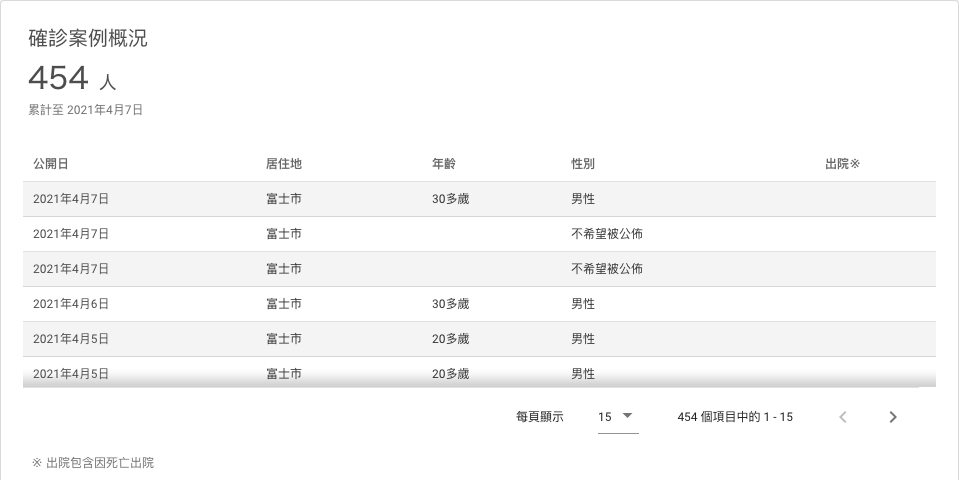 確診案例概況
454 人
累計至 2021年4月7日
公開日 居住地 年齡 性別 出院※
2021年4月7日 富士市 30多歲 男性
2021年4月7日 富士市 不希望被公佈
2021年4月7日 富士市 不希望被公佈
2021年4月6日 富士市 30多歲 男性
2021年4月5日 富士市 20多歲 男性
2021年4月5日 富士市 20多歲 男性
每頁顯示 15 454 個項目中的 1 - 15
※ 出院包含因死亡出院